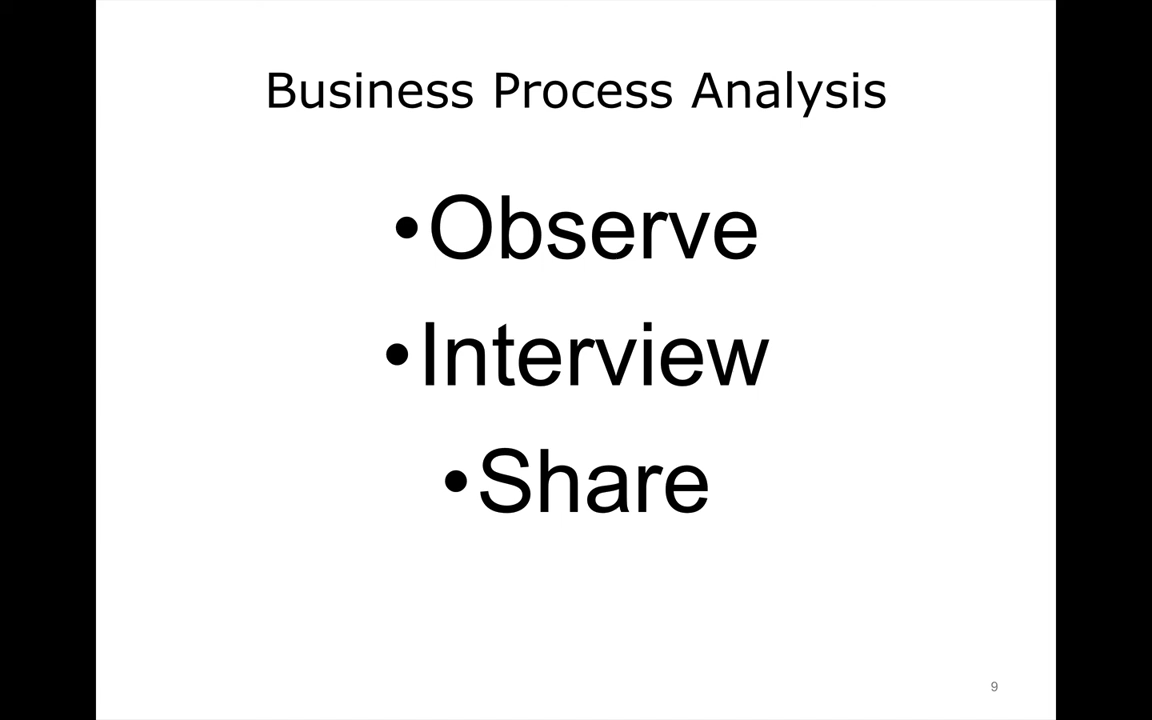 Business Process Analysis
•Observe
•Interview
•Share
9